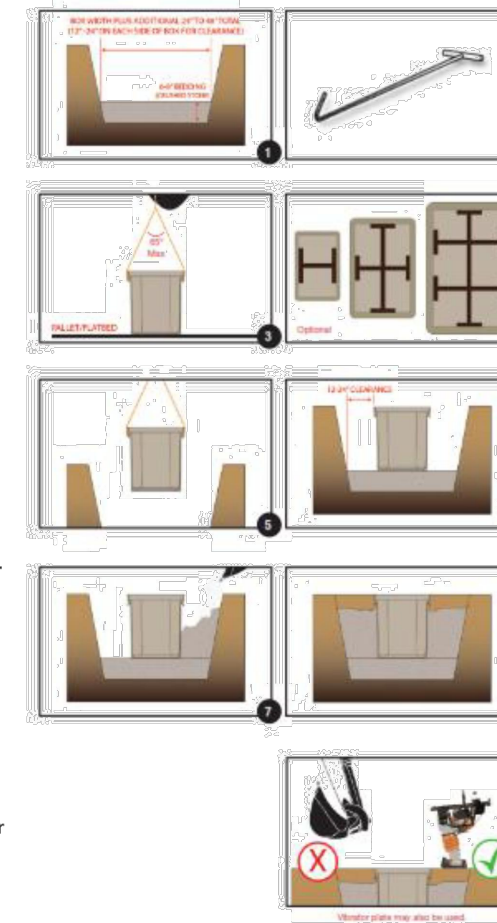 BOX WIDTH PLUS ADDITIONAL 24" TO 48" TOTAL
(12"-24" ON EACH SIDE OF BOX FOR CLEARANCE)
6-8" BEDDING
(CRUSHED STONE)
1
65°
Max
PALLET/FLATBED
3
Optional
5
12-24" CLEARANCE
7
r
X
Vibrator plate may also be used.